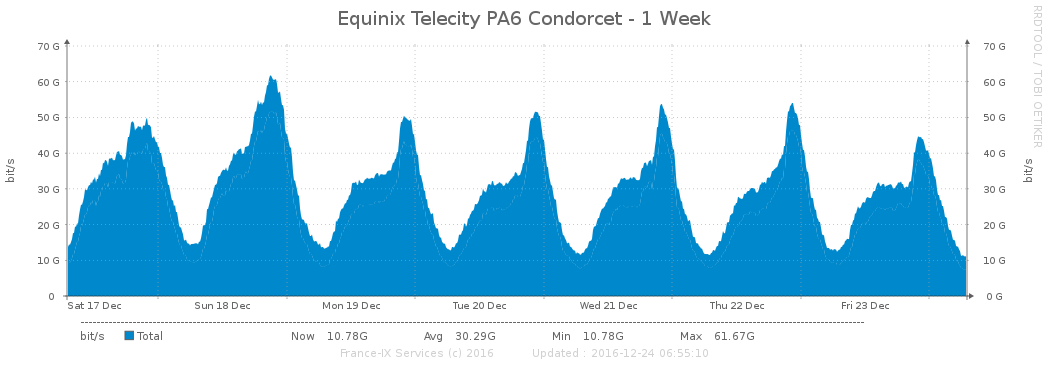 Equinix Telecity PA6 Condorcet - 1 Week
RRDTOOL / TOBI OETIKER
70 G 70 G
60 G 60 G
50 G 50 G
40 G 40 G
30 G 30 G
20 G 20 G
10 G 10 G
0 0 G
bit/s bit/s
Sat 17 Dec Sun 18 Dec Mon 19 Dec Tue 20 Dec Wed 21 Dec Thu 22 Dec Fri 23 Dec
bit/s Total Now 10.78G Avg 30.29G Min 10.78G Max 61.67G
France-IX Services (c) 2016 Updated : 2016-12-24 06:55:10